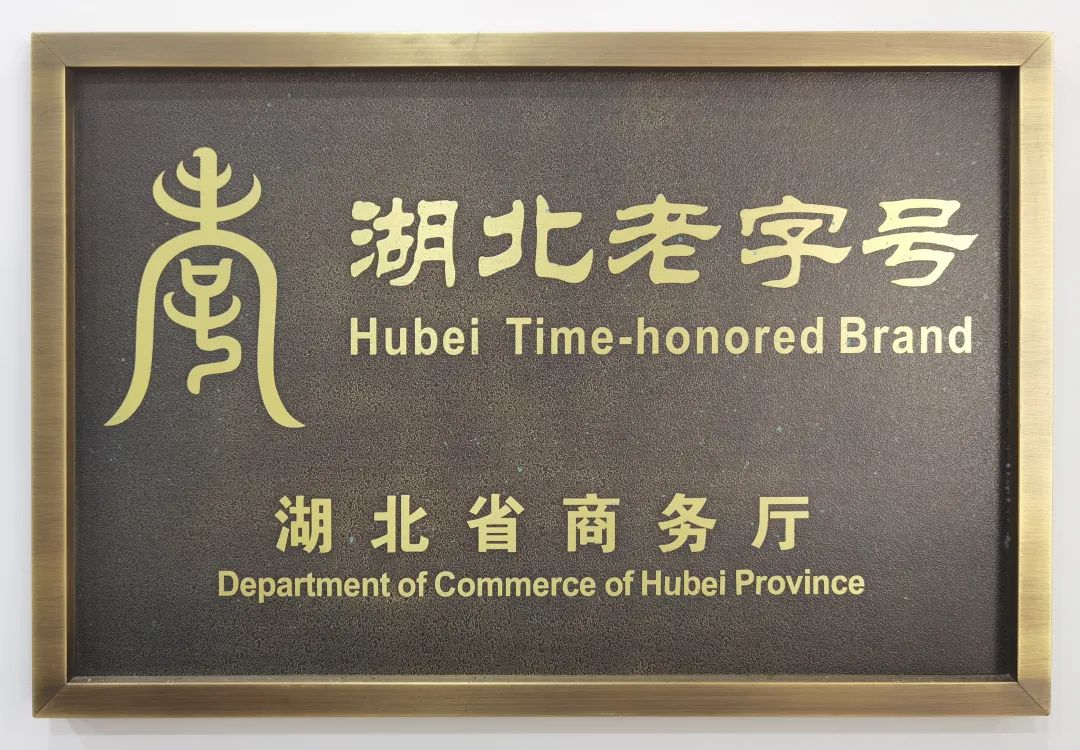 湖北老字号
Hubei Time-honored Brand
湖北省商务厅
Department of Commerce of Hubei Province